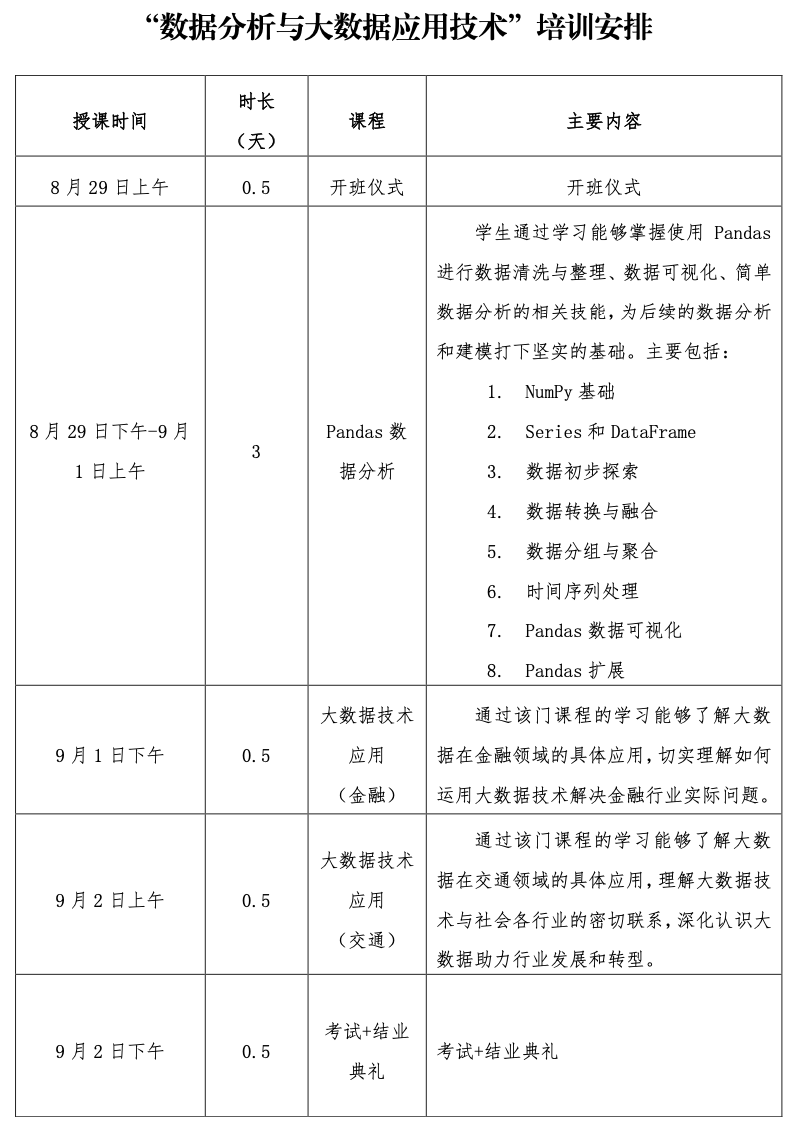 “数据分析与大数据应用技术”培训安排
授课时间
时长
（天）
课程
主要内容
8 月 29 日上午
0.5
开班仪式
开班仪式
8 月 29 日下午-9 月
1 日上午
3
Pandas 数
据分析
学生通过学习能够掌握使用 Pandas
进行数据清洗与整理、数据可视化、简单
数据分析的相关技能，为后续的数据分析
和建模打下坚实的基础。主要包括：
1. NumPy 基础
2. Series 和 DataFrame
3. 数据初步探索
4. 数据转换与融合
5. 数据分组与聚合
6. 时间序列处理
7. Pandas 数据可视化
8. Pandas 扩展
9 月 1 日下午
0.5
大数据技术
应用
（金融）
通过该门课程的学习能够了解大数
据在金融领域的具体应用，切实理解如何
运用大数据技术解决金融行业实际问题。
9 月 2 日上午
0.5
大数据技术
应用
（交通）
通过该门课程的学习能够了解大数
据在交通领域的具体应用，理解大数据技
术与社会各行业的密切联系，深化认识大
数据助力行业发展和转型。
9 月 2 日下午
0.5
考试+结业
典礼
考试+结业典礼